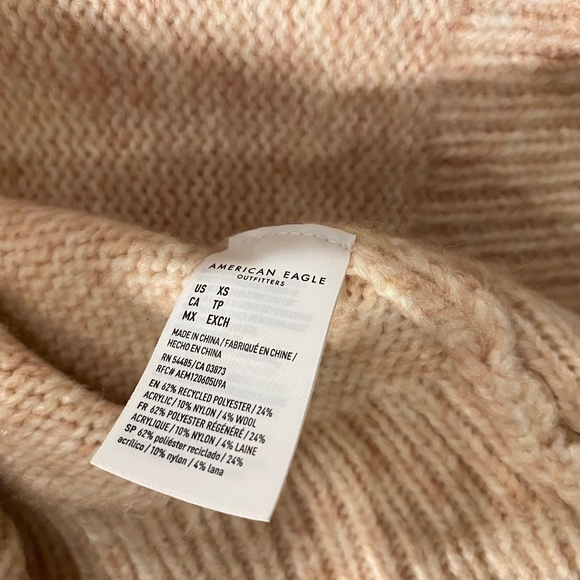 AMERICAN EAGLE
OUTFITTERS
US XS
CA TP
MX EXCH
MADE IN CHINA / FABRIQUÉ EN CHINE /
HECHO EN CHINA
RN 54485/CA 03873
RFC# AEM120605U9A
EN 62% RECYCLED POLYESTER / 24%
ACRYLIC / 10% NYLON / 4% WOOL
FR 62% POLYESTER RÉGÉNÉRÉ / 24%
ACRYLIQUE / 10% NYLON / 4% LAINE
SP 62% poliéster reciclado / 24%
acrílico / 10% nylon / 4% lana